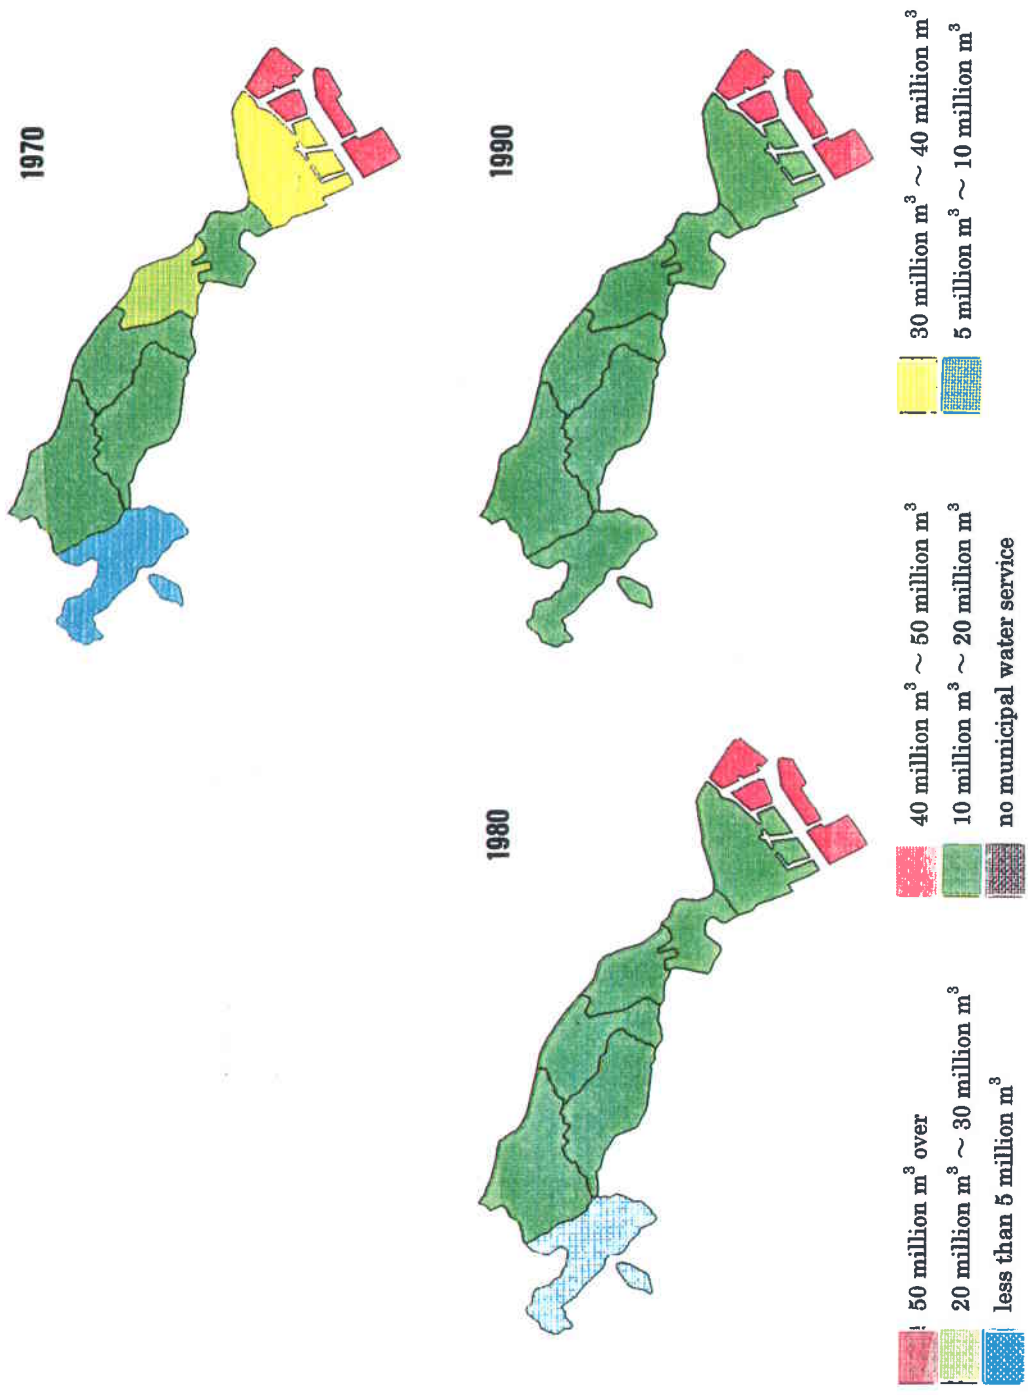 1970
1980
1990
50 million m³ over
40 million m³ ~ 50 million m³
30 million m³ ~ 40 million m³
20 million m³ ~ 30 million m³
10 million m³ ~ 20 million m³
5 million m³ ~ 10 million m³
less than 5 million m³
no municipal water service